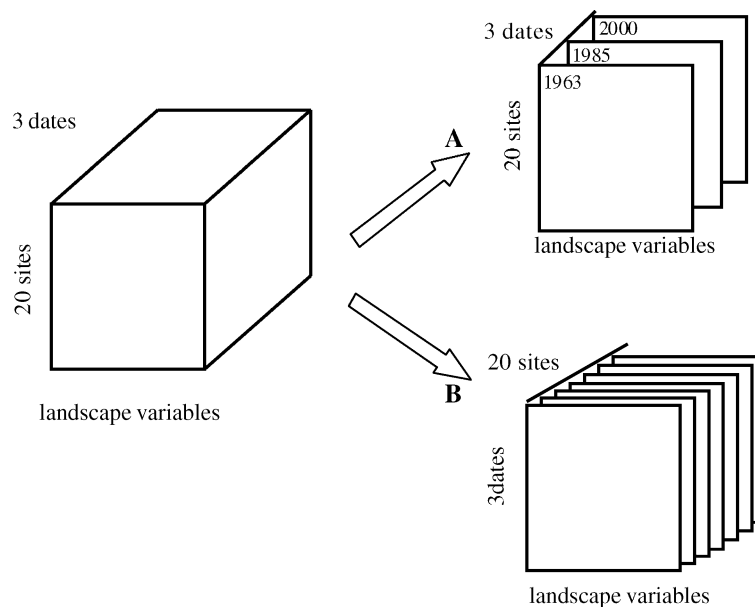 3 dates
20 sites
landscape variables
A
3 dates
2000
1985
1963
20 sites
landscape variables
B
20 sites
3dates
landscape variables